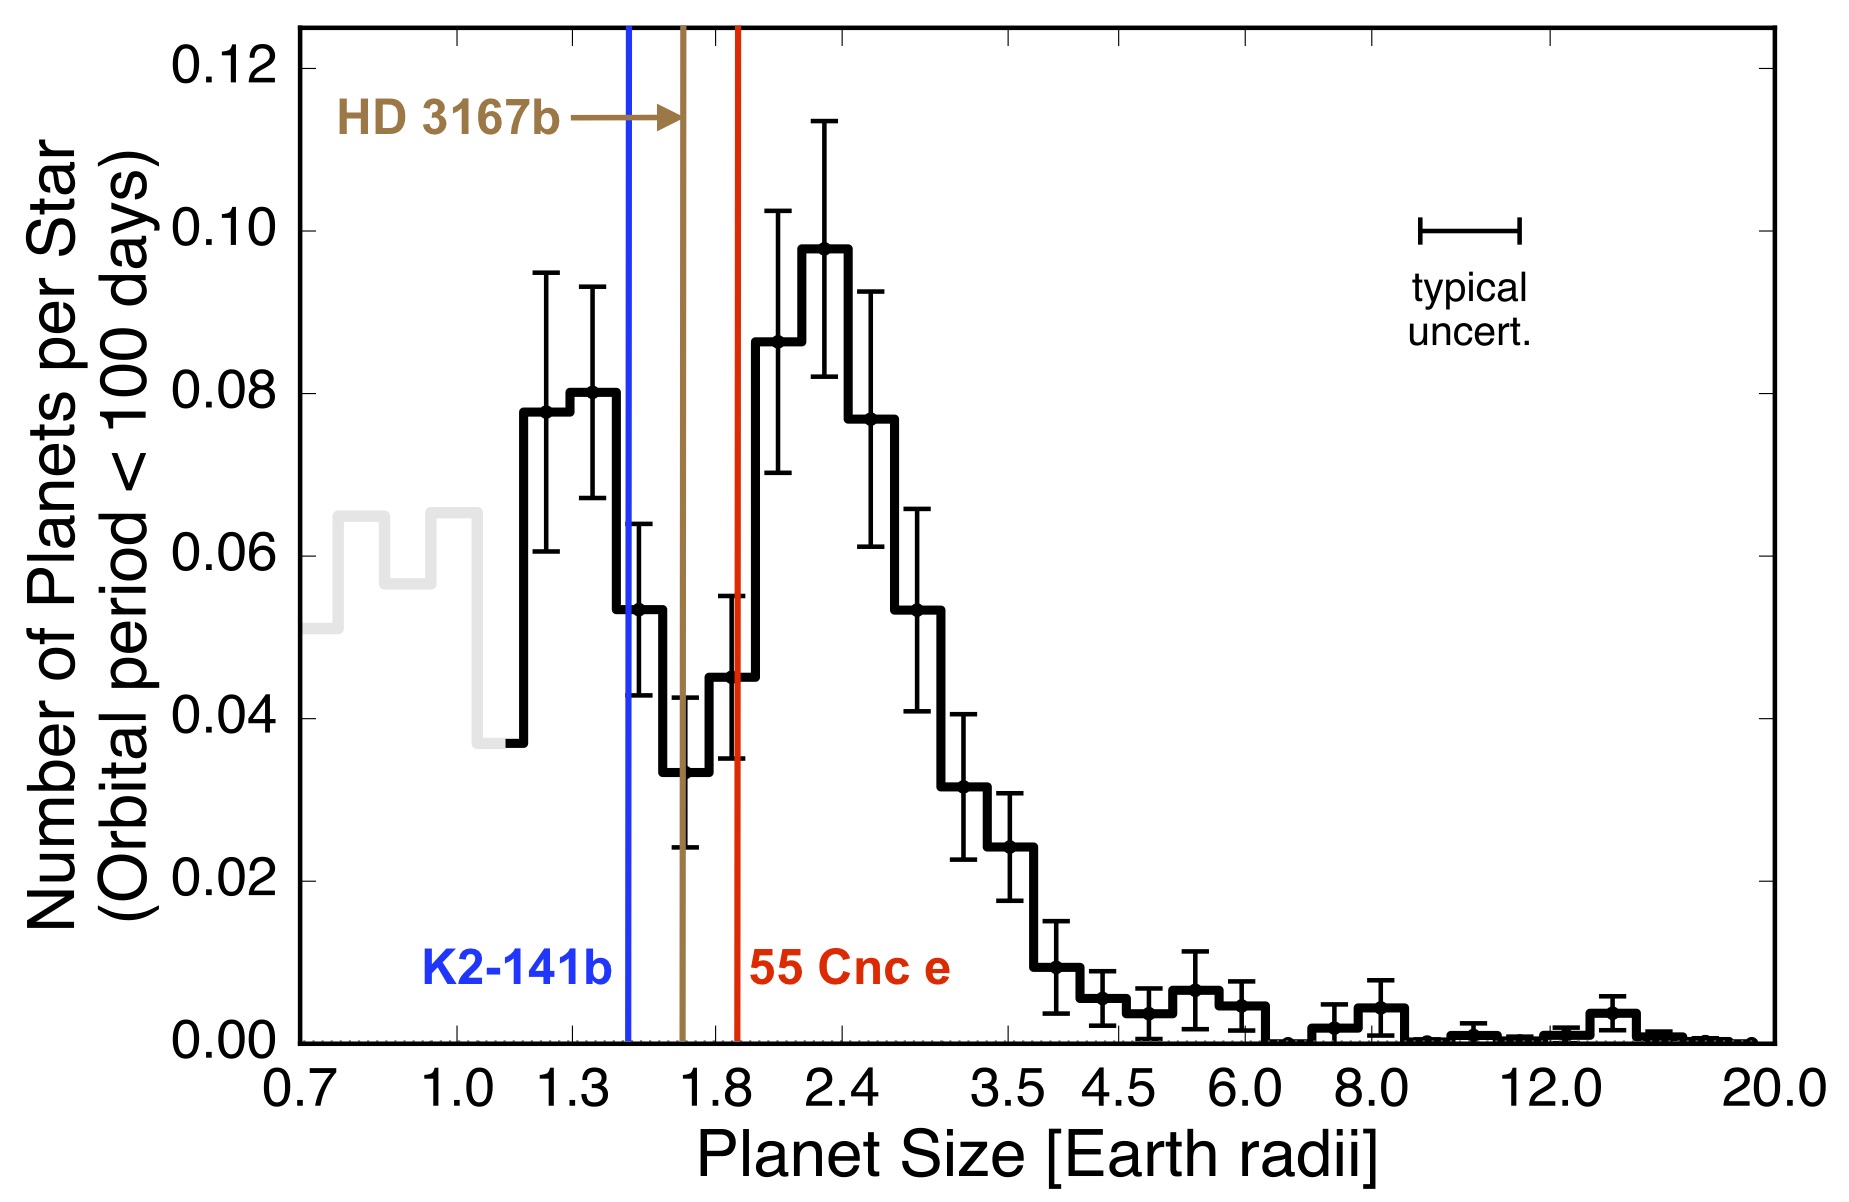 Number of Planets per Star
(Orbital period < 100 days)
0.12
0.10
0.08
0.06
0.04
0.02
0.00
HD 3167b
typical
uncert.
K2-141b
55 Cnc e
0.7 1.0 1.3 1.8 2.4 3.5 4.5 6.0 8.0 12.0 20.0
Planet Size [Earth radii]